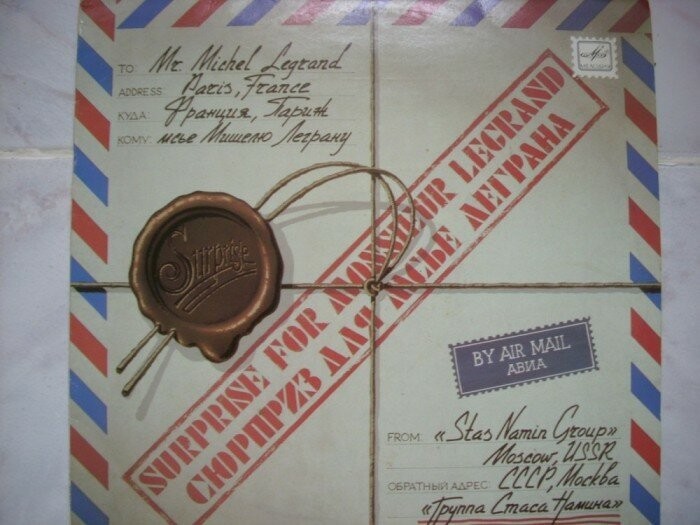 TO: Mr. Michel Legrand
ADDRESS: Paris, France
КУДА: Франция, Париж
КОМУ: мсье Мишелю Леграну
Surprise
SURPRISE FOR MONSIEUR LEGRAND
СЮРПРИЗ ДЛЯ МСЬЕ ЛЕГРАНА
BY AIR MAIL
АВИА
FROM: «Stas Namin Group»
Moscow, USSR
ОБРАТНЫЙ АДРЕС: СССР, Москва
«Группа Стаса Намина»